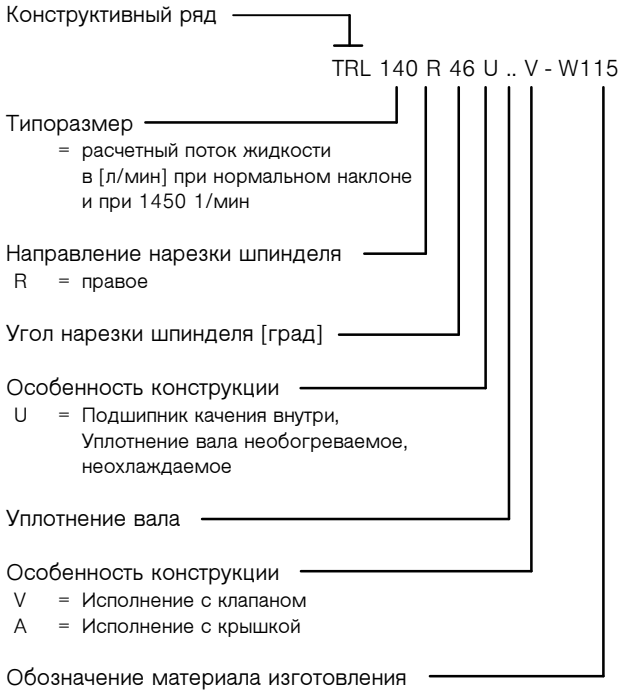 Конструктивный ряд
TRL 140 R 46 U .. V - W115
Типоразмер
= расчетный поток жидкости
в [л/мин] при нормальном наклоне
и при 1450 1/мин
Направление нарезки шпинделя
R = правое
Угол нарезки шпинделя [град]
Особенность конструкции
U = Подшипник качения внутри,
Уплотнение вала необогреваемое,
неохлаждаемое
Уплотнение вала
Особенность конструкции
V = Исполнение с клапаном
A = Исполнение с крышкой
Обозначение материала изготовления